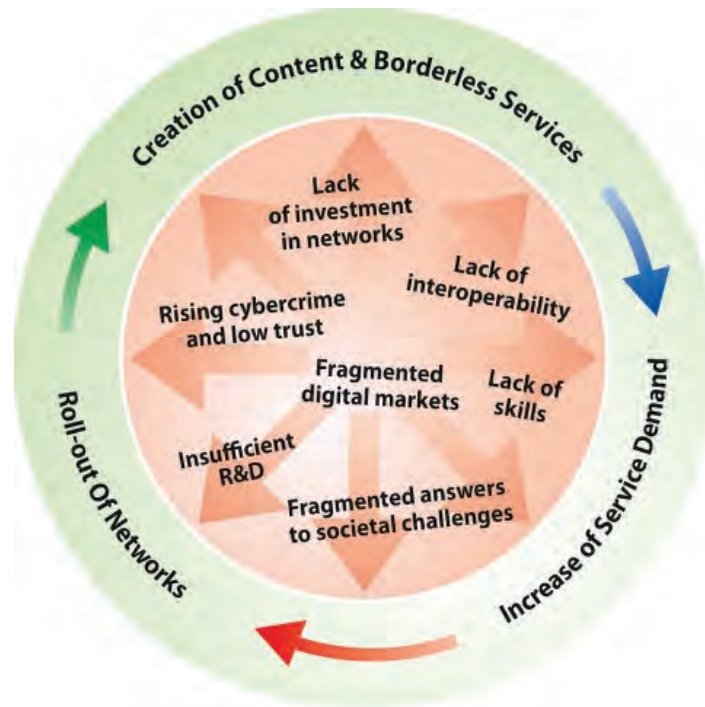 Creation of Content & Borderless Services
Lack
of investment
in networks
Lack of
interoperability
Rising cybercrime
and low trust
Fragmented
digital markets
Lack of
skills
Insufficient
R&D
Fragmented answers
to societal challenges
Increase of Service Demand
Roll-out Of Networks